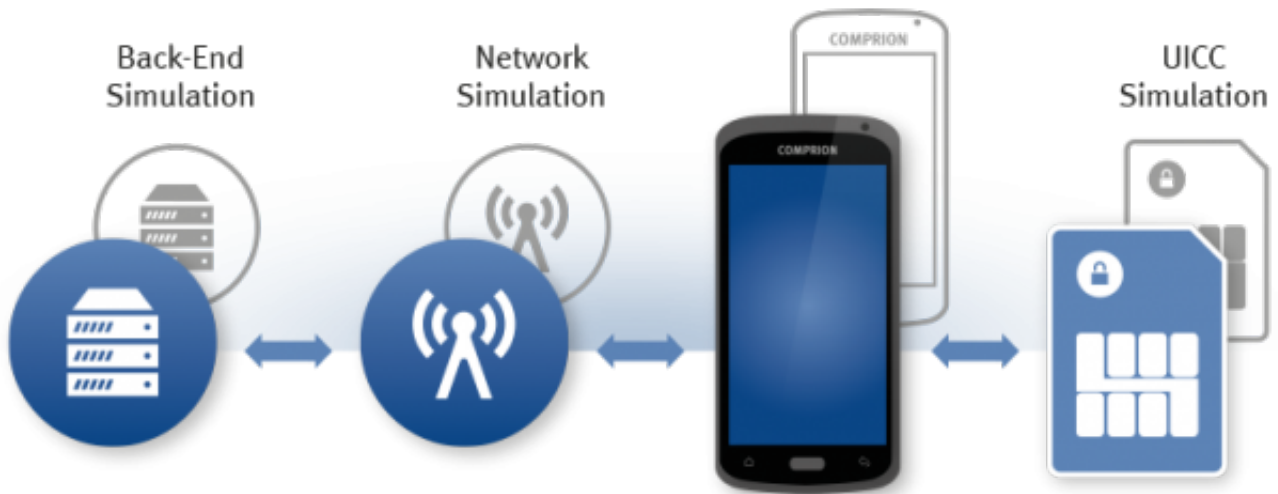 Back-End
Simulation
Network
Simulation
COMPRION
COMPRION
UICC
Simulation